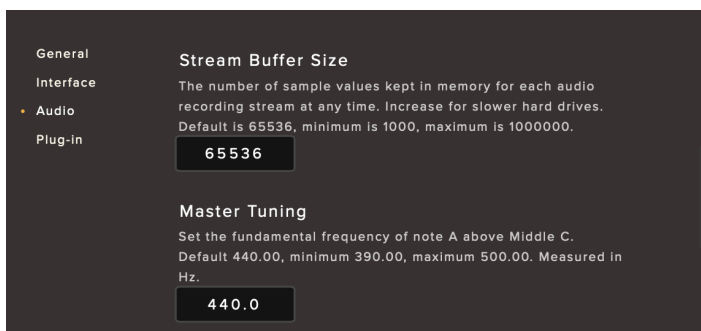 General
Interface
Audio
Plug-in
Stream Buffer Size
The number of sample values kept in memory for each audio
recording stream at any time. Increase for slower hard drives.
Default is 65536, minimum is 1000, maximum is 1000000.
65536
Master Tuning
Set the fundamental frequency of note A above Middle C.
Default 440.00, minimum 390.00, maximum 500.00. Measured in
Hz.
440.0